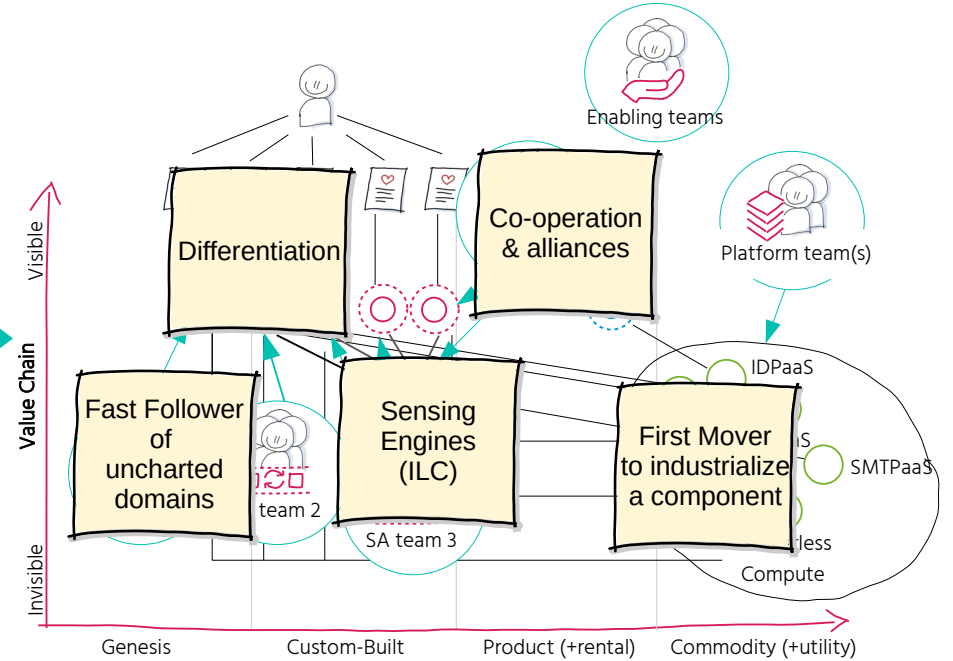 Enabling teams
Platform team(s)
Differentiation
Co-operation
& alliances
Visible
Value Chain
Invisible
IDPaaS
SMTPaaS
Compute
Fast Follower
of
uncharted
domains
team 2
Sensing
Engines
(ILC)
SA team 3
First Mover
to industrialize
a component
Genesis
Custom-Built
Product (+rental)
Commodity (+utility)